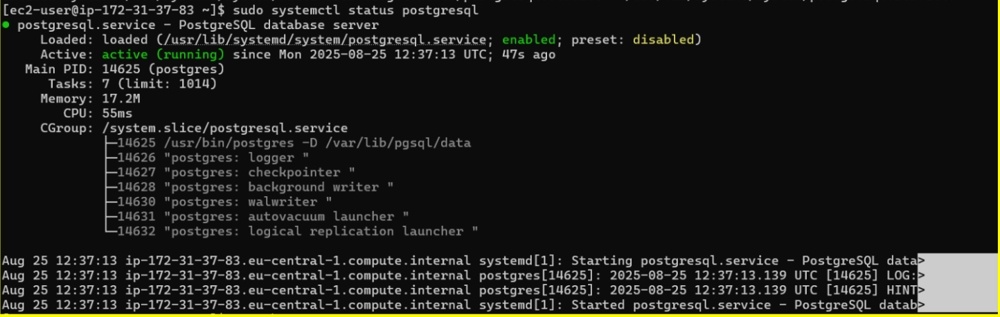 [ec2-user@ip-172-31-37-83 ~]$ sudo systemctl status postgresql
● postgresql.service - PostgreSQL database server
     Loaded: loaded (/usr/lib/systemd/system/postgresql.service; enabled; preset: disabled)
     Active: active (running) since Mon 2025-08-25 12:37:13 UTC; 47s ago
   Main PID: 14625 (postgres)
      Tasks: 7 (limit: 1014)
     Memory: 17.2M
        CPU: 55ms
     CGroup: /system.slice/postgresql.service
             ├─14625 /usr/bin/postgres -D /var/lib/pgsql/data
             ├─14626 "postgres: logger "
             ├─14627 "postgres: checkpointer "
             ├─14628 "postgres: background writer "
             ├─14630 "postgres: walwriter "
             ├─14631 "postgres: autovacuum launcher "
             └─14632 "postgres: logical replication launcher "
Aug 25 12:37:13 ip-172-31-37-83.eu-central-1.compute.internal systemd[1]: Starting postgresql.service - PostgreSQL data>
Aug 25 12:37:13 ip-172-31-37-83.eu-central-1.compute.internal postgres[14625]: 2025-08-25 12:37:13.139 UTC [14625] LOG:>
Aug 25 12:37:13 ip-172-31-37-83.eu-central-1.compute.internal postgres[14625]: 2025-08-25 12:37:13.139 UTC [14625] HINT>
Aug 25 12:37:13 ip-172-31-37-83.eu-central-1.compute.internal systemd[1]: Started postgresql.service - PostgreSQL datab>